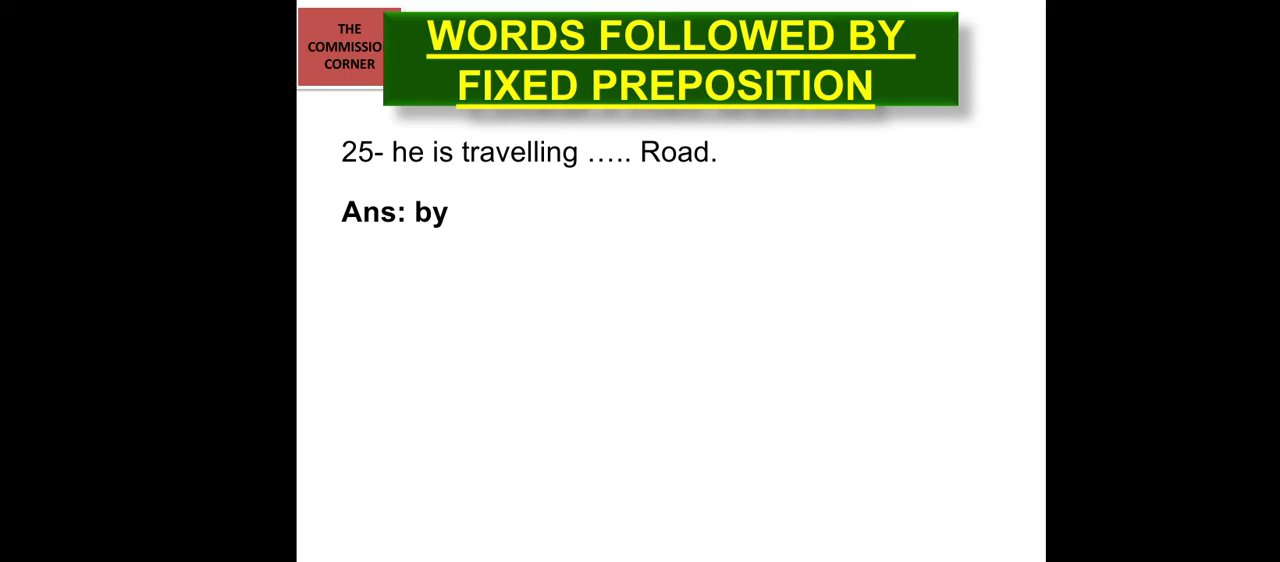 THE
COMMISSIO
CORNER
WORDS FOLLOWED BY
FIXED PREPOSITION
25- he is travelling ….. Road.
Ans: by